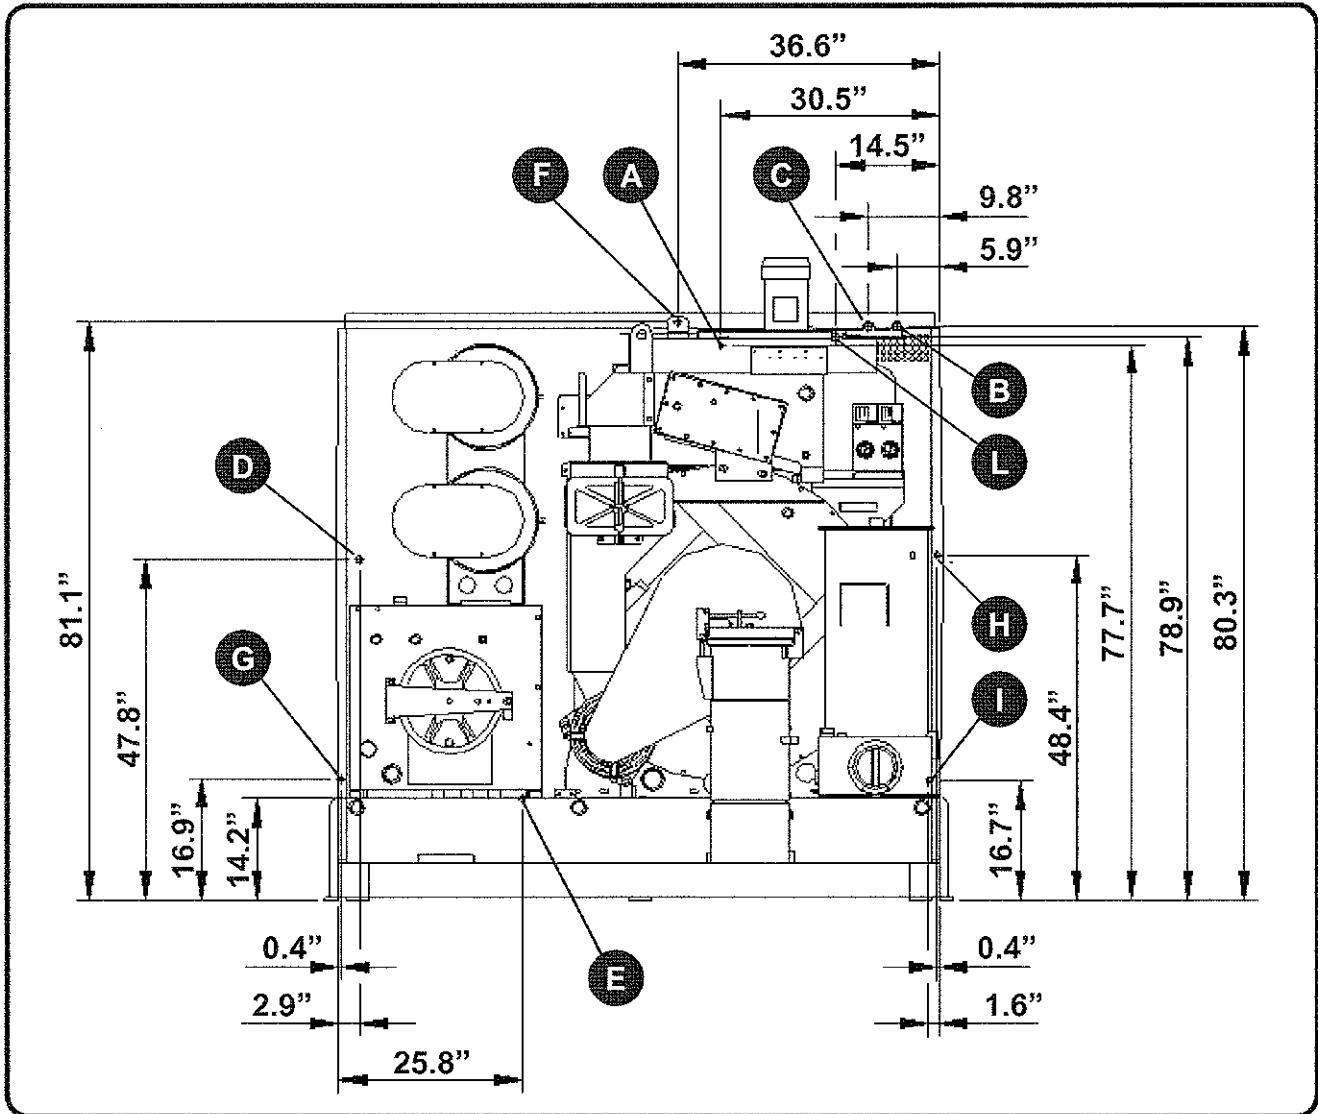 36.6”
30.5”
14.5”
F
A
C
9.8”
5.9”
B
L
D
81.1”
47.8”
G
16.9”
14.2”
H
I
77.7”
78.9”
80.3”
48.4”
16.7”
0.4”
E
0.4”
2.9”
1.6”
25.8”